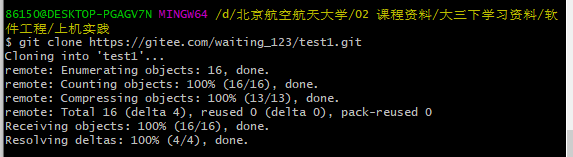 86150@DESKTOP-PGAGV7N MINGW64 /d/北京航空航天大学/02 课程资料/大三下学习资料/软
件工程/上机实践
$ git clone https://gitee.com/waiting_123/test1.git
Cloning into 'test1'...
remote: Enumerating objects: 16, done.
remote: Counting objects: 100% (16/16), done.
remote: Compressing objects: 100% (13/13), done.
remote: Total 16 (delta 4), reused 0 (delta 0), pack-reused 0
Receiving objects: 100% (16/16), done.
Resolving deltas: 100% (4/4), done.